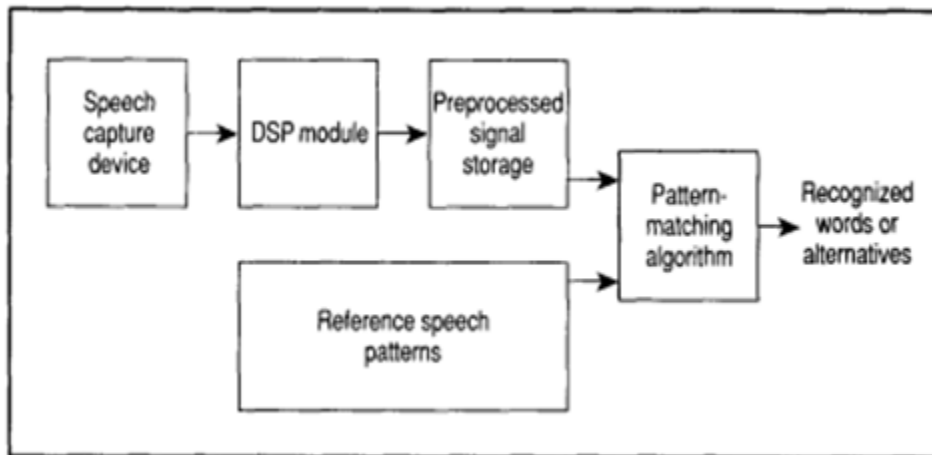 Speech
capture
device
DSP module
Preprocessed
signal
storage
Pattern-
matching
algorithm
Recognized
words or
alternatives
Reference speech
patterns